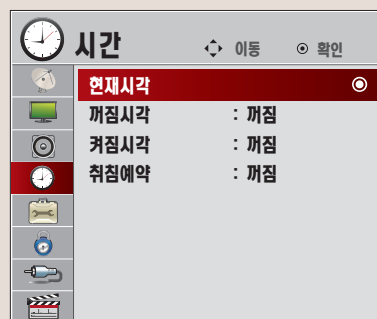 시간 이동 확인
현재시각
꺼짐시각 : 꺼짐
켜짐시각 : 꺼짐
취침예약 : 꺼짐